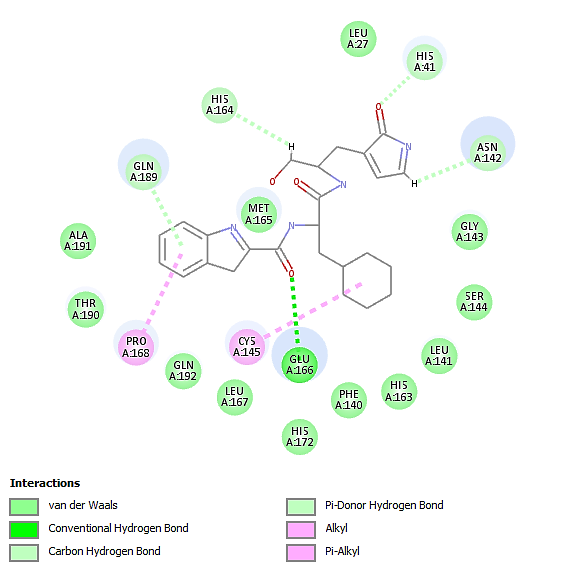 LEU
A:27
HIS
A:41
HIS
A:164
O
H
ASN
A:142
N
GLN
A:189
H
O
O
N
MET
A:165
N
N
GLY
A:143
ALA
A:191
O
SER
A:144
THR
A:190
PRO
A:168
CYS
A:145
LEU
A:141
GLU
A:166
GLN
A:192
LEU
A:167
PHE
A:140
HIS
A:163
HIS
A:172
Interactions
van der Waals
Conventional Hydrogen Bond
Carbon Hydrogen Bond
Pi-Donor Hydrogen Bond
Alkyl
Pi-Alkyl